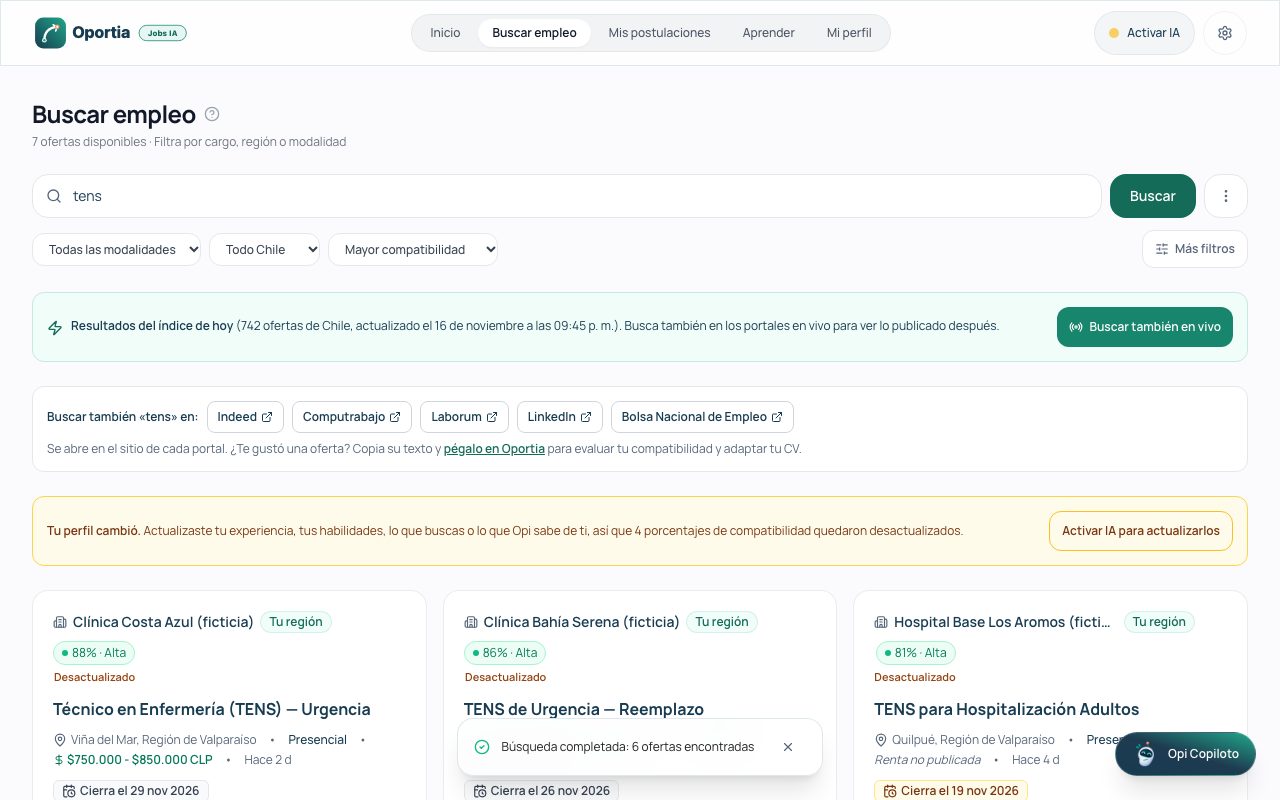 Oportia Jobs IA Inicio Buscar empleo Mis postulaciones Aprender Mi perfil Activar IA
Buscar empleo
7 ofertas disponibles · Filtra por cargo, región o modalidad
tens Buscar
Todas las modalidades Todo Chile Mayor compatibilidad Más filtros
Resultados del índice de hoy (742 ofertas de Chile, actualizado el 16 de noviembre a las 09:45 p. m.). Busca también en los portales en vivo para ver lo publicado después. Buscar también en vivo
Buscar también «tens» en: Indeed Computrabajo Laborum LinkedIn Bolsa Nacional de Empleo
Se abre en el sitio de cada portal. ¿Te gustó una oferta? Copia su texto y pégalo en Oportia para evaluar tu compatibilidad y adaptar tu CV.
Tu perfil cambió. Actualizaste tu experiencia, tus habilidades, lo que buscas o lo que Opi sabe de ti, así que 4 porcentajes de compatibilidad quedaron desactualizados. Activar IA para actualizarlos
Clínica Costa Azul (ficticia) Tu región
88% · Alta
Desactualizado
Técnico en Enfermería (TENS) — Urgencia
Viña del Mar, Región de Valparaíso • Presencial •
$ $750.000 - $850.000 CLP • Hace 2 d
Cierra el 29 nov 2026
Clínica Bahía Serena (ficticia) Tu región
86% · Alta
Desactualizado
TENS de Urgencia — Reemplazo
Cierra el 26 nov 2026
Hospital Base Los Aromos (ficti... Tu región
81% · Alta
Desactualizado
TENS para Hospitalización Adultos
Quilpué, Región de Valparaíso •
Renta no publicada • Hace 4 d
Cierra el 19 nov 2026
Búsqueda completada: 6 ofertas encontradas
Opi Copiloto